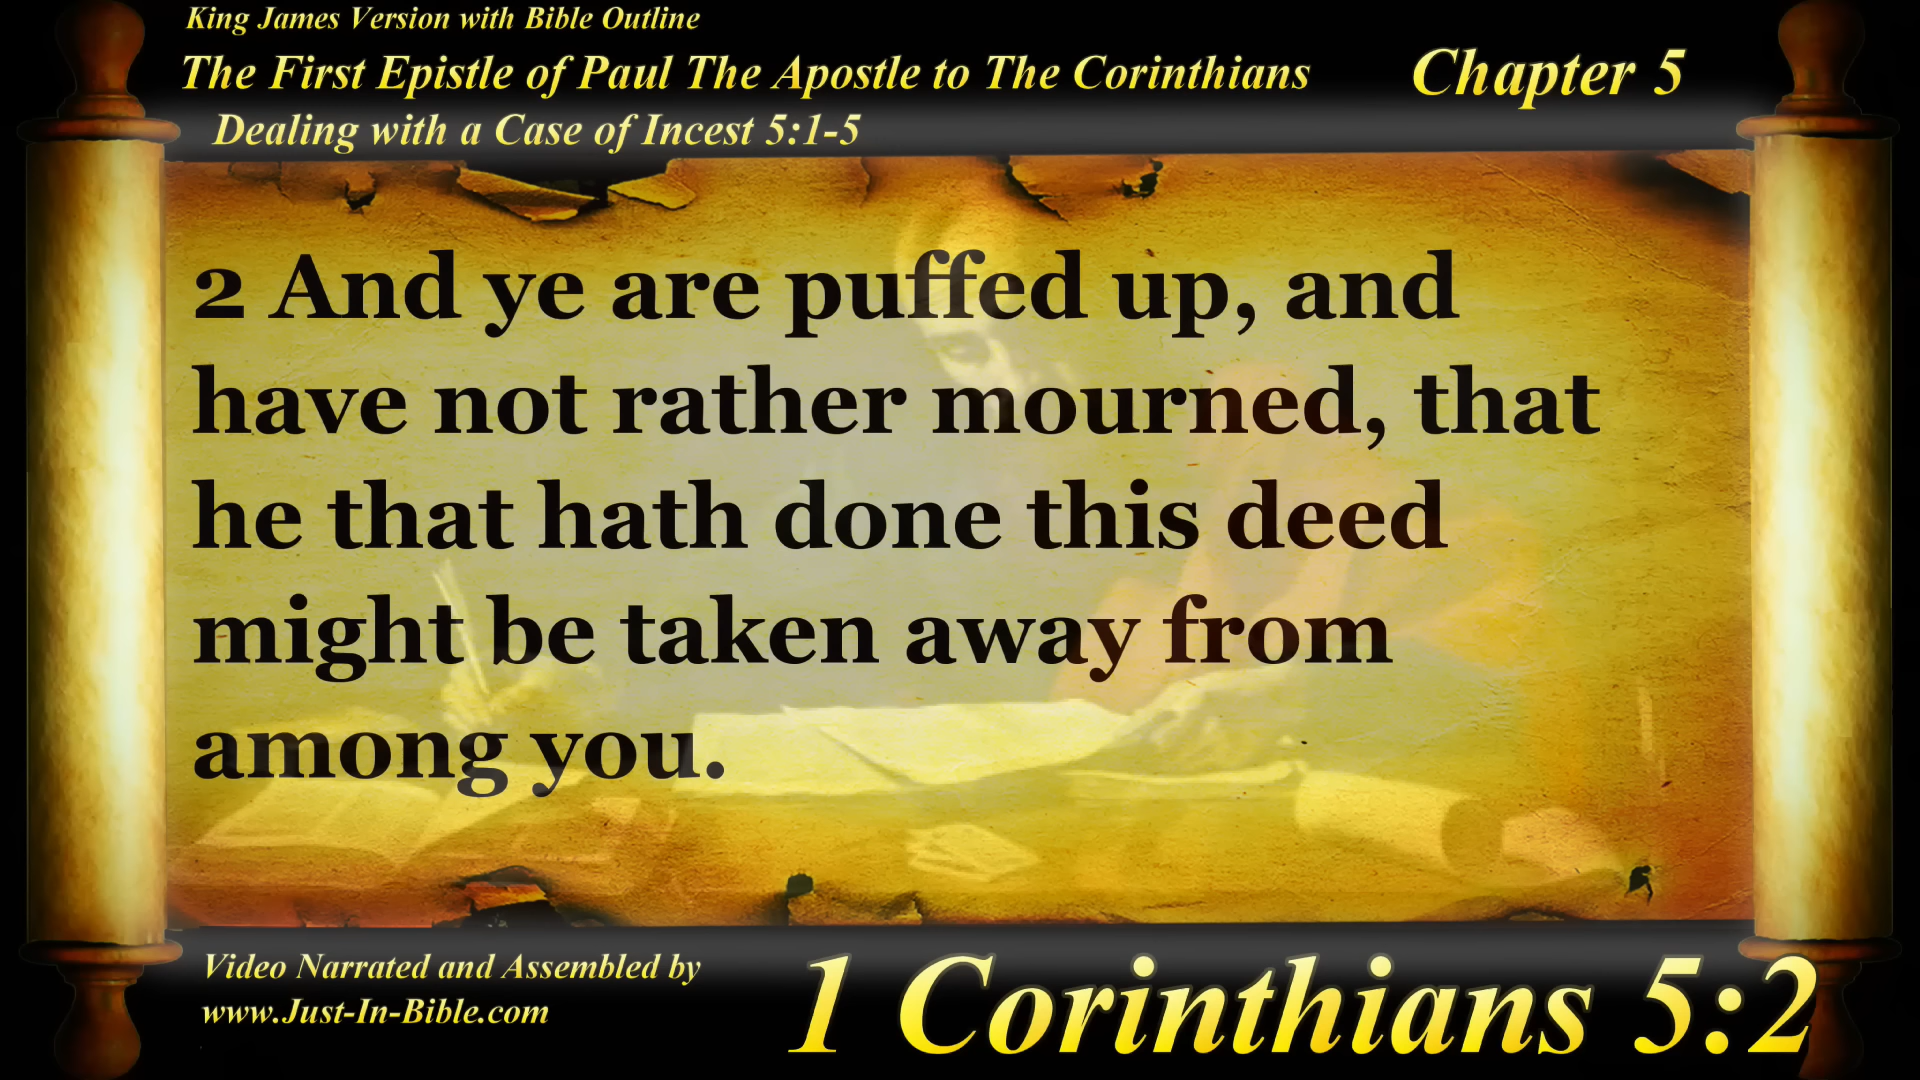 King James Version with Bible Outline
The First Epistle of Paul The Apostle to The Corinthians
Chapter 5
Dealing with a Case of Incest 5:1-5
2 And ye are puffed up, and
have not rather mourned, that
he that hath done this deed
might be taken away from
among you.
Video Narrated and Assembled by
www.Just-In-Bible.com
1 Corinthians 5:2